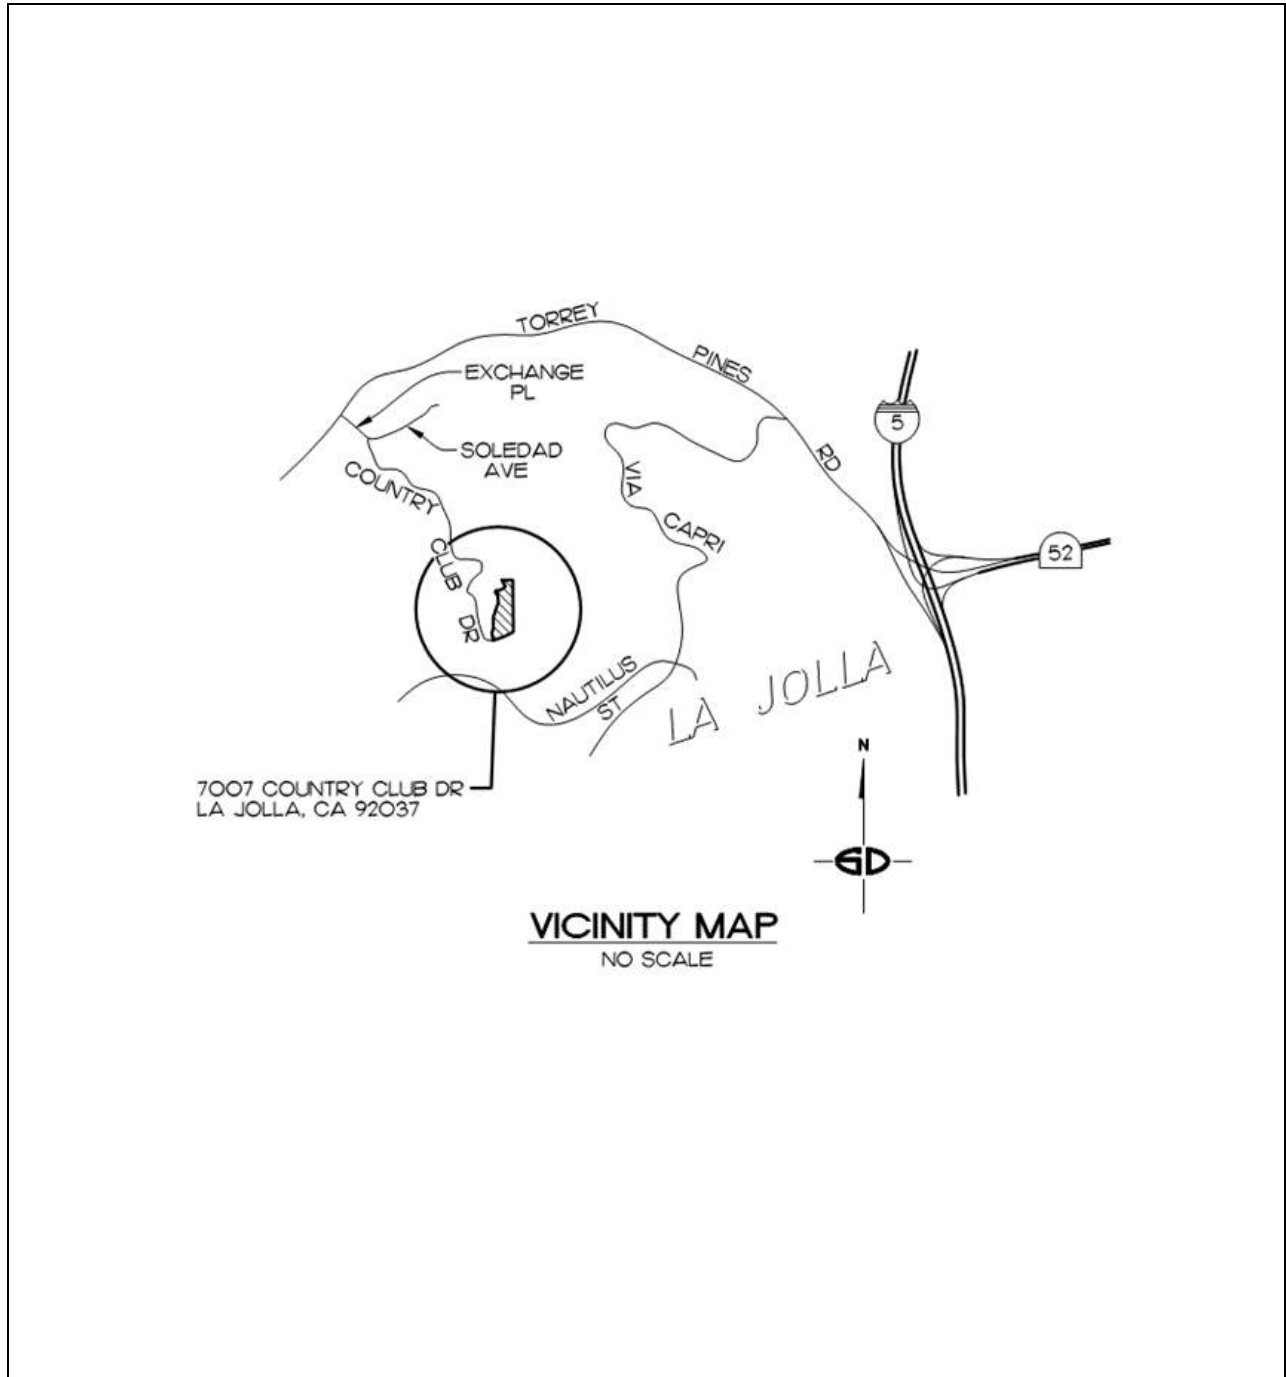 TORREY
PINES
RD
EXCHANGE
PL
SOLEDAD
AVE
5
COUNTRY
CLUB
DR
VIA
CAPRI
52
NAUTILUS
ST
LA JOLLA
7007 COUNTRY CLUB DR
LA JOLLA, CA 92037
N
SD
VICINITY MAP
NO SCALE